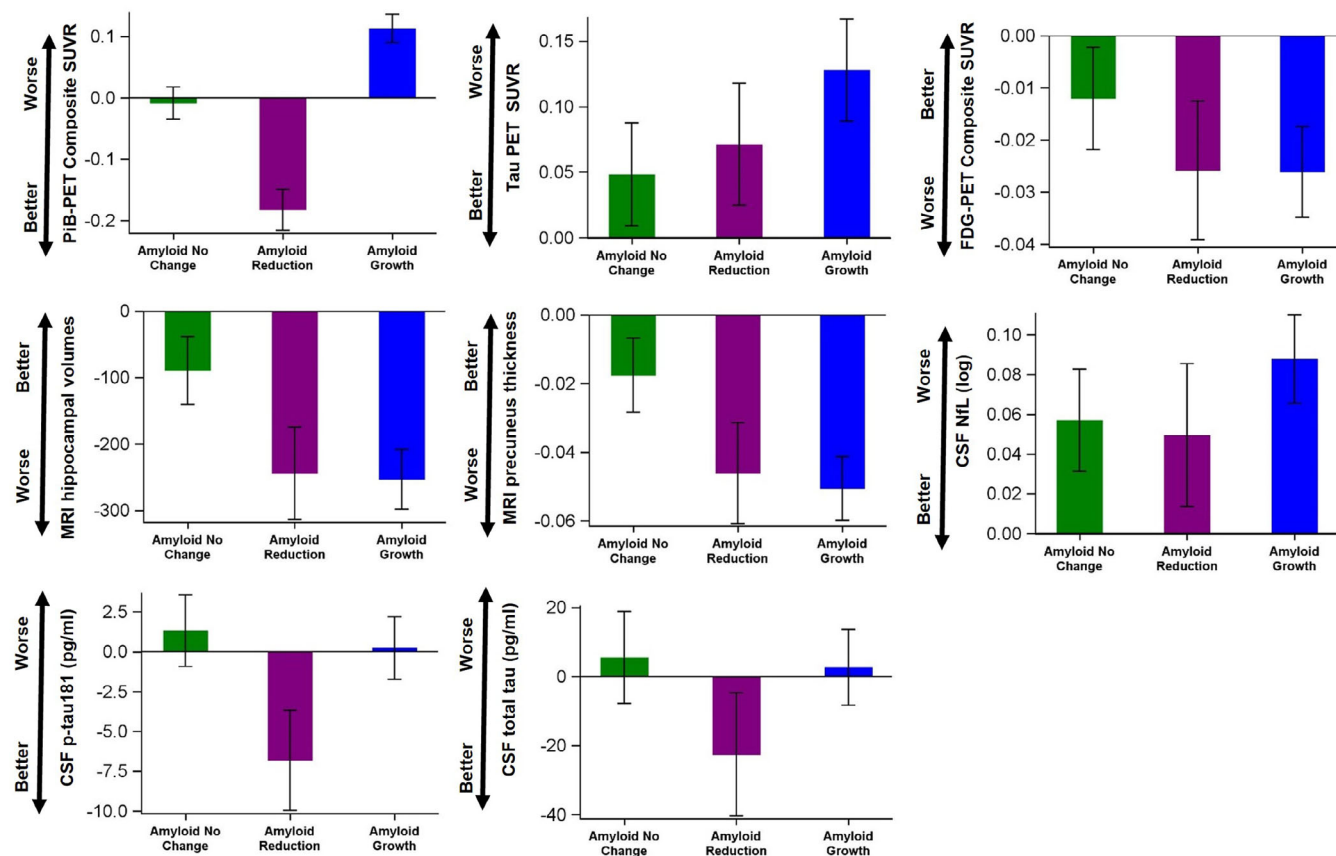 Better
Worse
PiB-PET Composite SUVR
0.1
0.0
-0.1
-0.2
Amyloid No
Change
Amyloid
Reduction
Amyloid
Growth
Better
Worse
Tau PET SUVR
0.15
0.10
0.05
0.00
Amyloid No
Change
Amyloid
Reduction
Amyloid
Growth
Worse
Better
FDG-PET Composite SUVR
0.00
-0.01
-0.02
-0.03
-0.04
Amyloid No
Change
Amyloid
Reduction
Amyloid
Growth
Worse
Better
MRI hippocampal volumes
0
-100
-200
-300
Amyloid No
Change
Amyloid
Reduction
Amyloid
Growth
Worse
Better
MRI precuneus thickness
0.00
-0.02
-0.04
-0.06
Amyloid No
Change
Amyloid
Reduction
Amyloid
Growth
Better
Worse
CSF NfL (log)
0.10
0.08
0.06
0.04
0.02
0.00
Amyloid No
Change
Amyloid
Reduction
Amyloid
Growth
Better
Worse
CSF p-tau181 (pg/ml)
2.5
0.0
-2.5
-5.0
-7.5
-10.0
Amyloid No
Change
Amyloid
Reduction
Amyloid
Growth
Better
Worse
CSF total tau (pg/ml)
20
0
-20
-40
Amyloid No
Change
Amyloid
Reduction
Amyloid
Growth